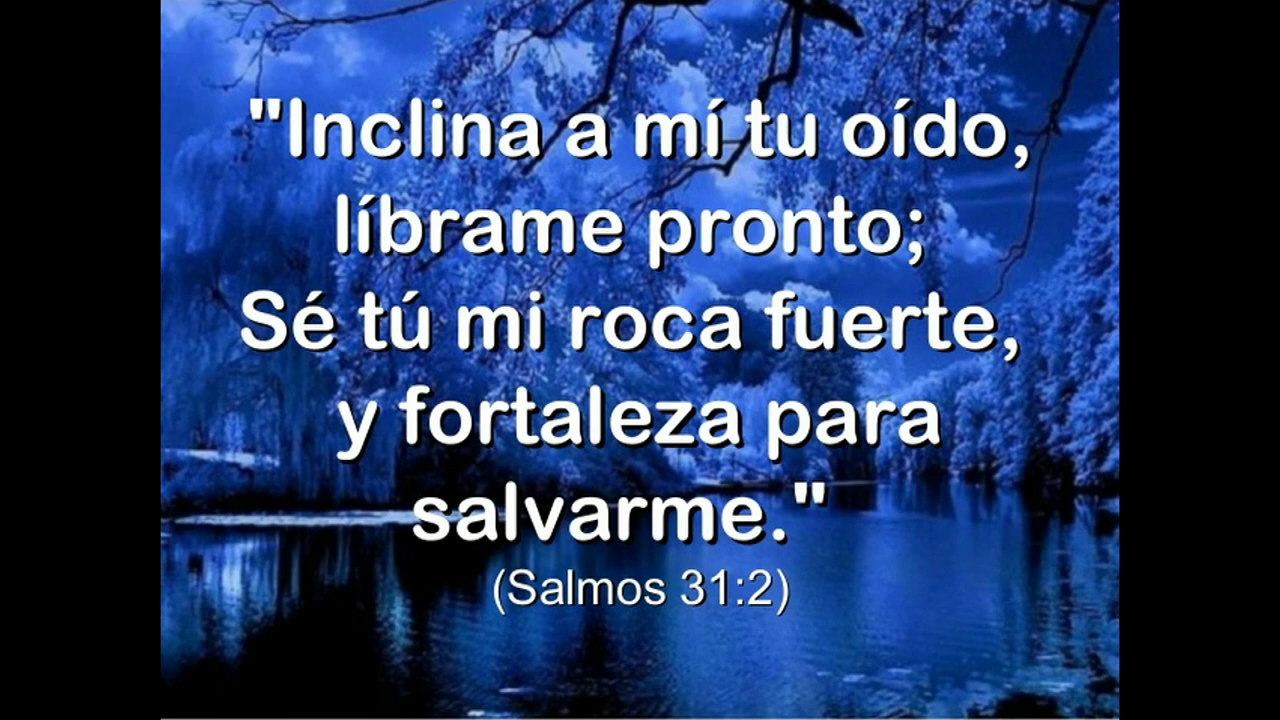 "Inclina a mí tu oído,
líbrame pronto;
Sé tú mi roca fuerte,
y fortaleza para
salvarme."
(Salmos 31:2)